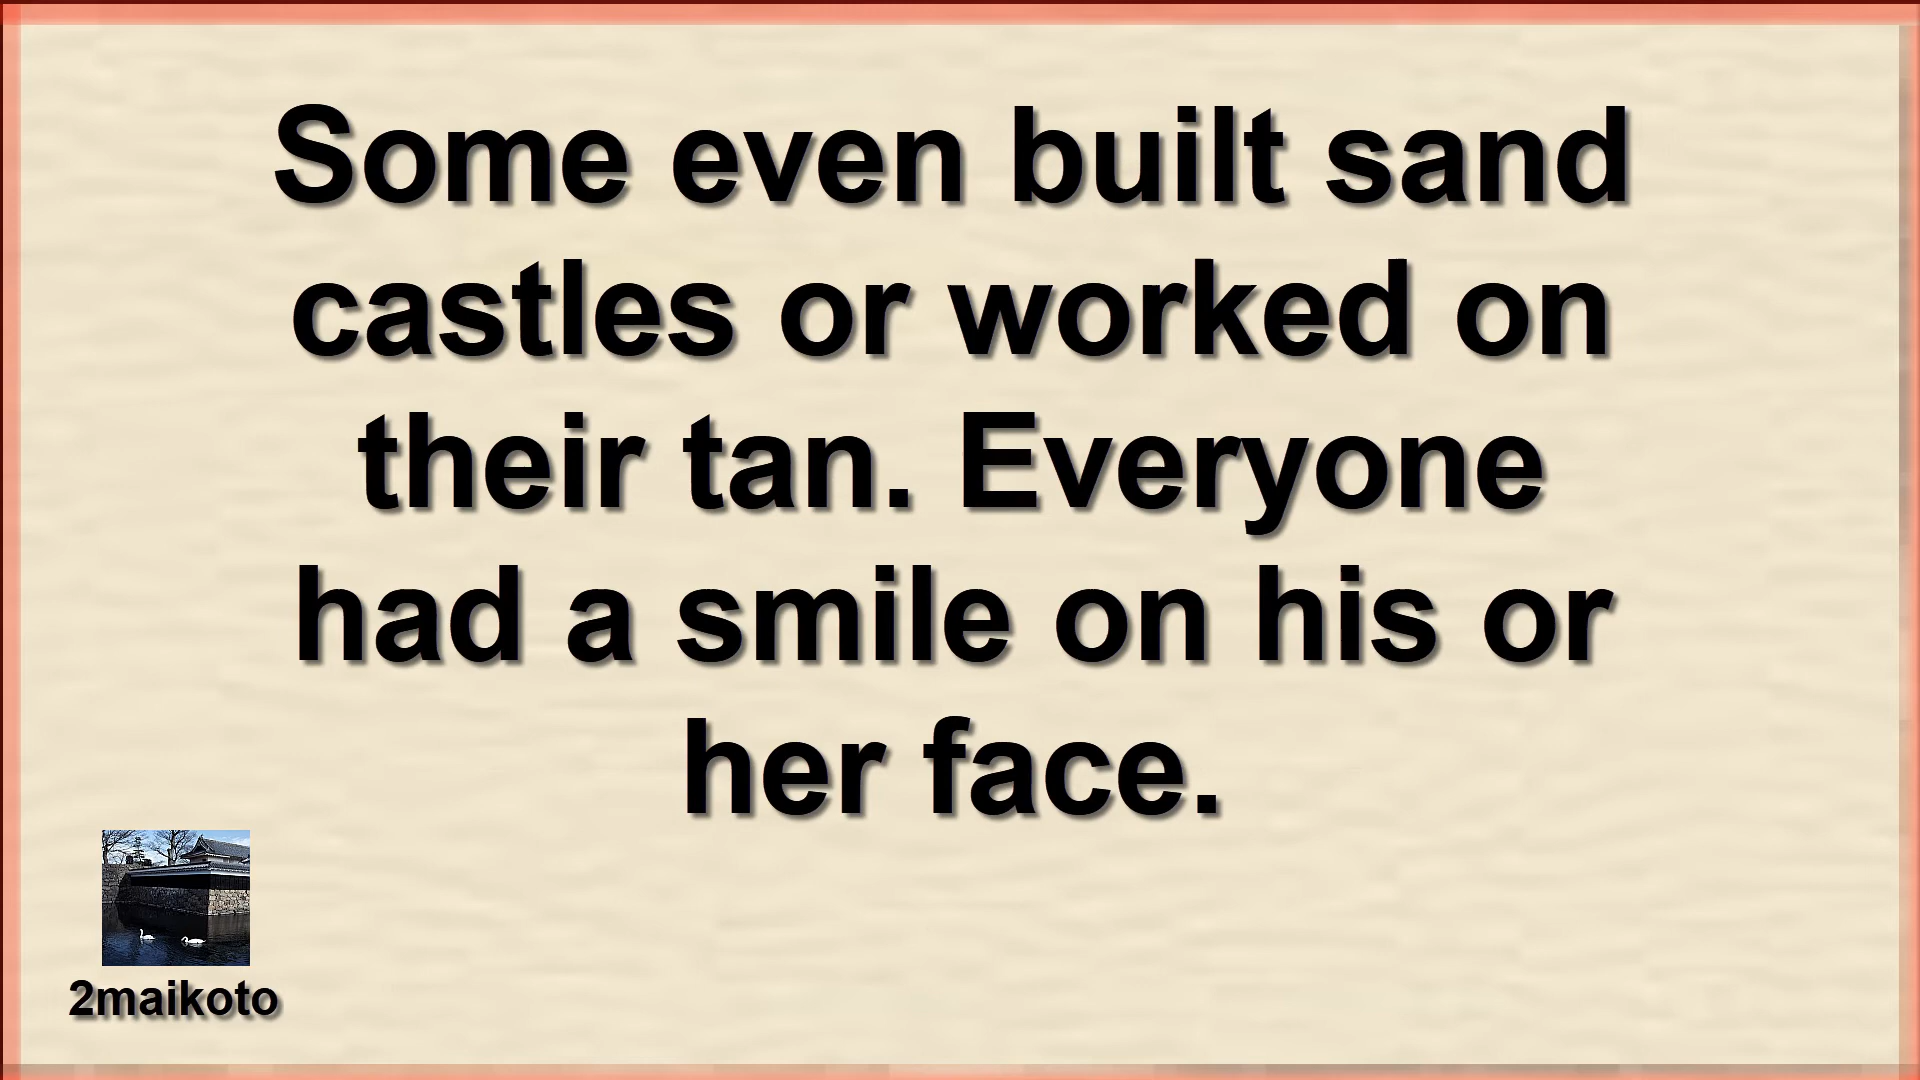 Some even built sand
castles or worked on
their tan. Everyone
had a smile on his or
her face.
2maikoto